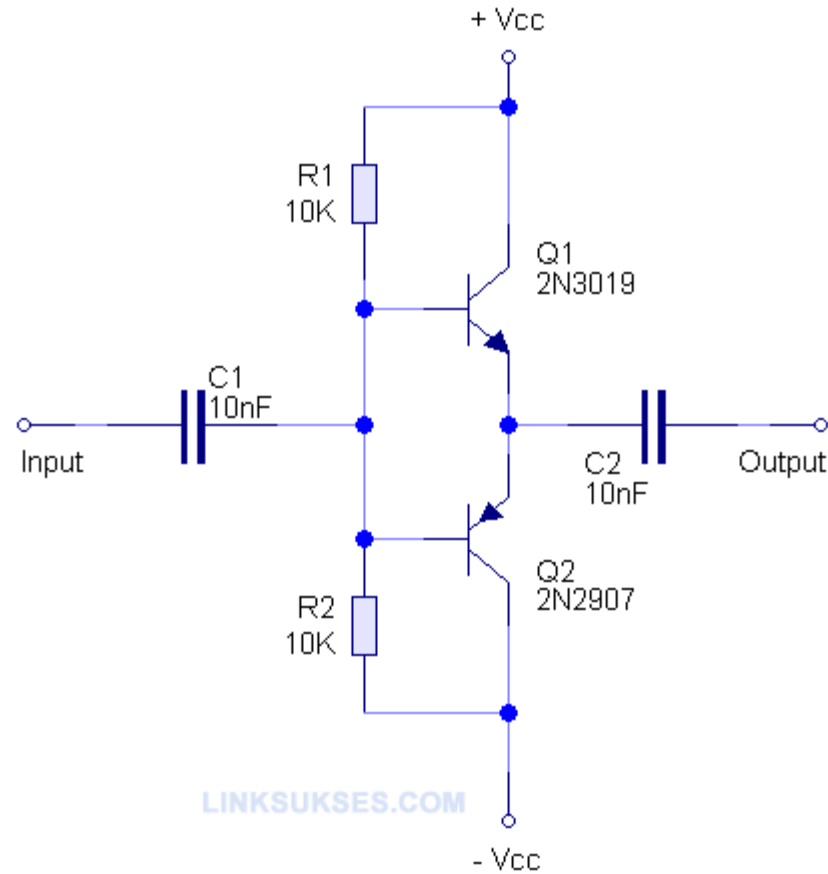 + Vcc
R1
10K
Q1
2N3019
C1
10nF
Input
C2
10nF
Output
Q2
2N2907
R2
10K
LINKSUKSES.COM
- Vcc